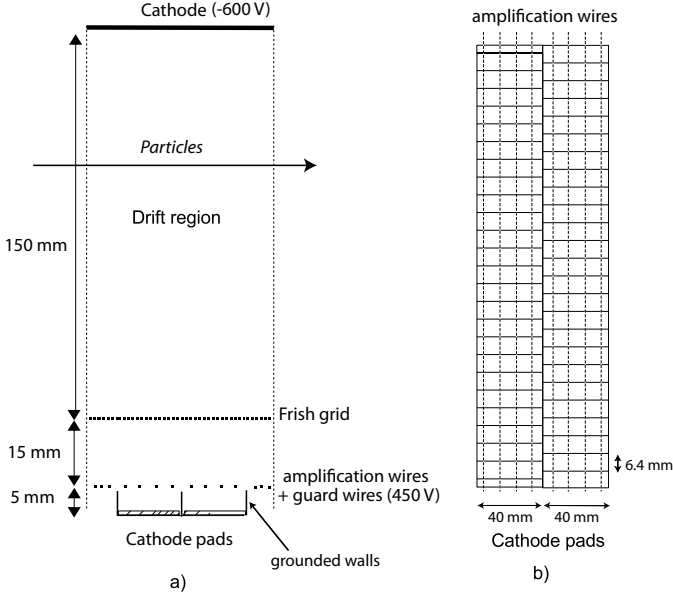 Cathode (-600 V)
Particles
Drift region
150 mm
Frish grid
15 mm
amplification wires
+ guard wires (450 V)
5 mm
Cathode pads
grounded walls
a)
amplification wires
6.4 mm
40 mm
40 mm
Cathode pads
b)